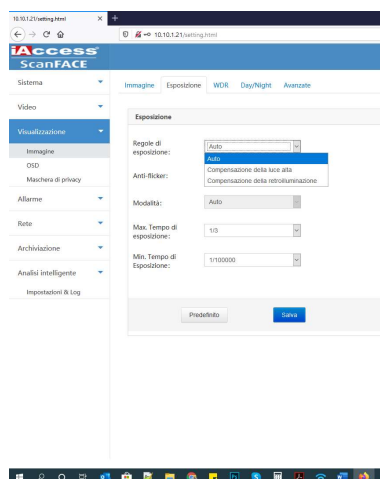 10.10.1.21/setting.html
10.10.1.21/setting.html
iAccess
ScanFACE
Sistema
Video
Visualizzazione
Immagine
OSD
Maschera di privacy
Allarme
Rete
Archiviazione
Analisi intelligente
Impostazioni & Log
Immagine Esposizione WDR Day/Night Avanzate
Esposizione
Regole di
esposizione:
Auto
Auto
Compensazione della luce alta
Compensazione della retroilluminazione
Anti-flicker:
Modalità:
Auto
Max. Tempo di
esposizione:
1/3
Min. Tempo di
Esposizione:
1/100000
Predefinito
Salva